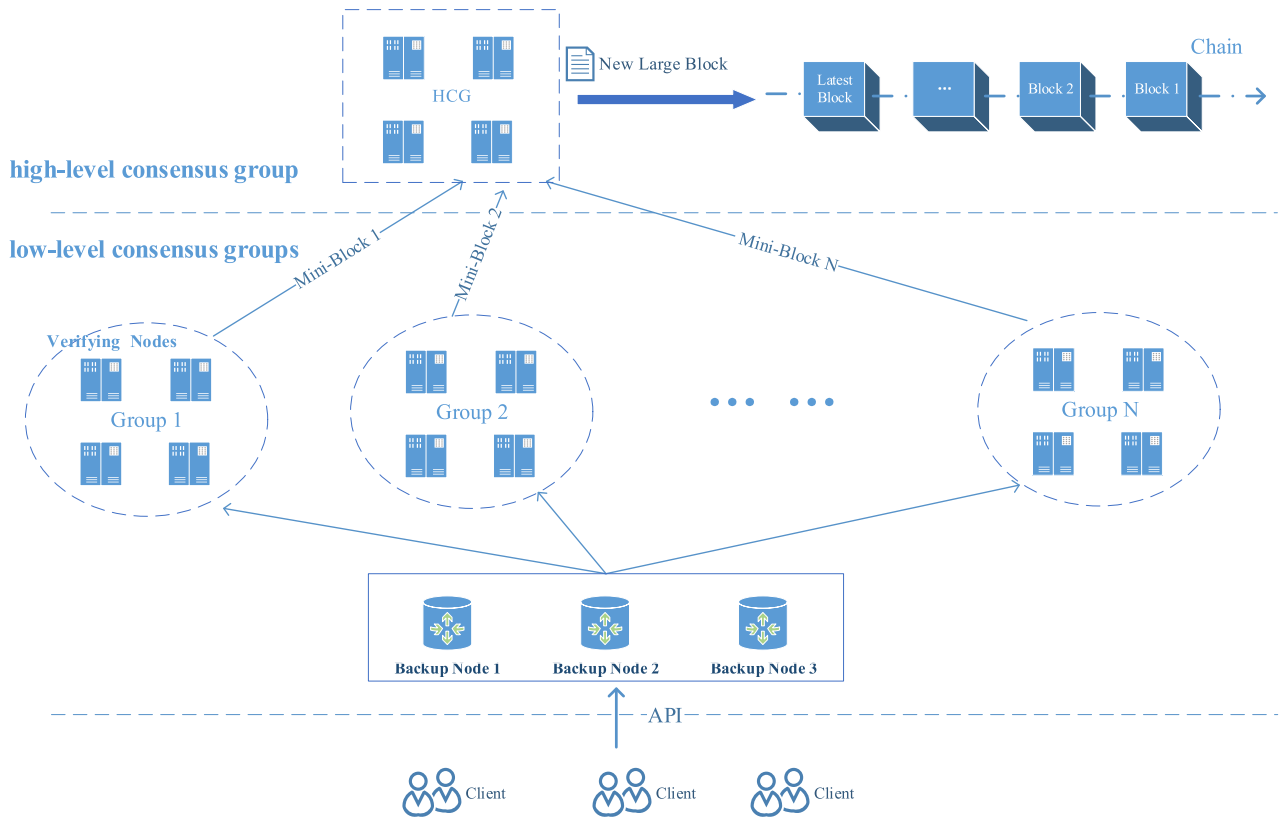 Chain
New Large Block
Latest
Block
...
Block 2
Block 1
HCG
high-level consensus group
low-level consensus groups
Mini-Block 1
Mini-Block 2
Mini-Block N
Verifying Nodes
Group 1
Group 2
... ...
Group N
Backup Node 1
Backup Node 2
Backup Node 3
API
Client
Client
Client